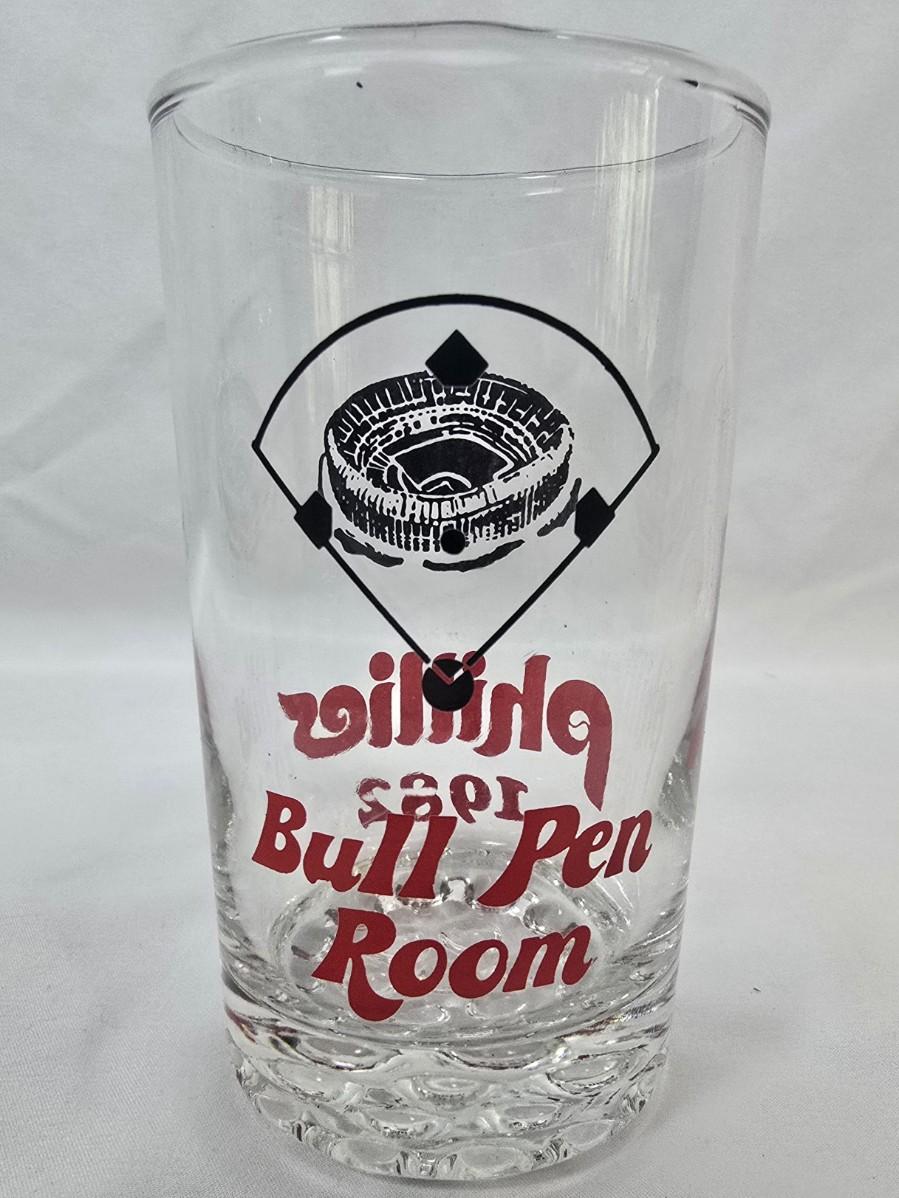 phillies
1982
Bull Pen
Room